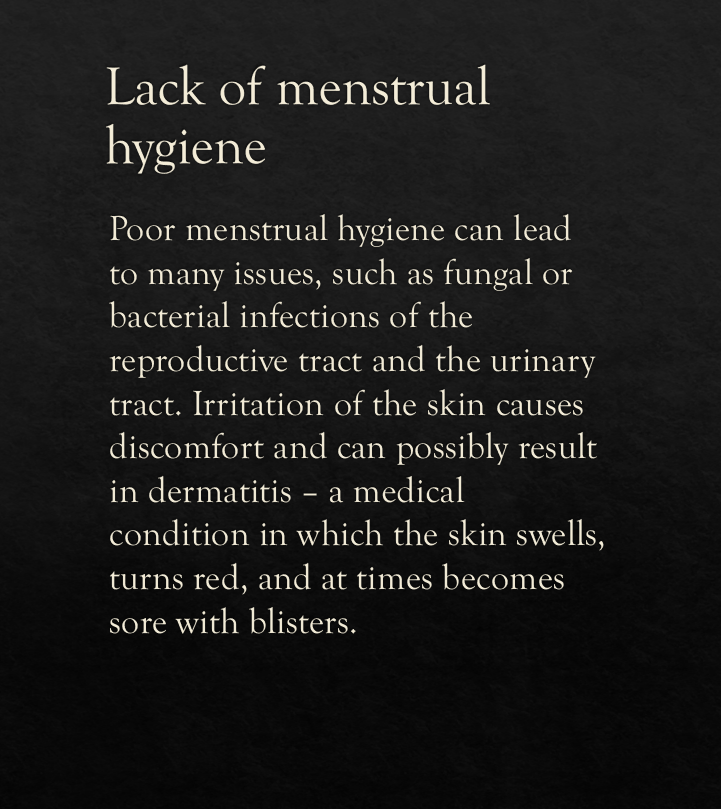 Lack of menstrual
hygiene
Poor menstrual hygiene can lead
to many issues, such as fungal or
bacterial infections of the
reproductive tract and the urinary
tract. Irritation of the skin causes
discomfort and can possibly result
in dermatitis – a medical
condition in which the skin swells,
turns red, and at times becomes
sore with blisters.